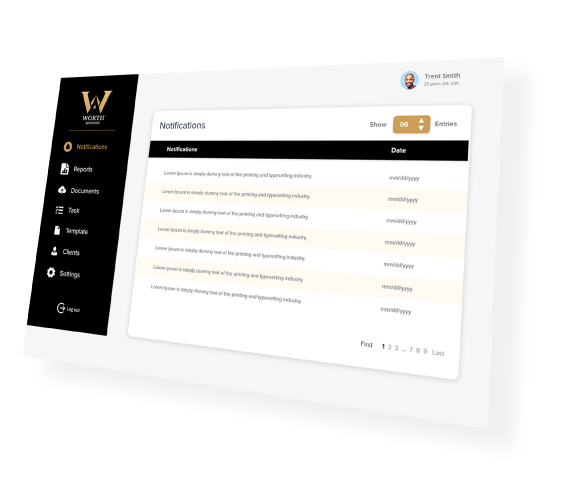 WORTH
ADVISORS
Notifications
Reports
Documents
Task
Template
Clients
Settings
Log out
Trent Smith
25 years old, USA
Notifications
Show 06 Entries
Notifications Date
Lorem Ipsum is simply dummy text of the printing and typesetting industry. mm/dd/yyyy
Lorem Ipsum is simply dummy text of the printing and typesetting industry. mm/dd/yyyy
Lorem Ipsum is simply dummy text of the printing and typesetting industry. mm/dd/yyyy
Lorem Ipsum is simply dummy text of the printing and typesetting industry. mm/dd/yyyy
Lorem Ipsum is simply dummy text of the printing and typesetting industry. mm/dd/yyyy
Lorem Ipsum is simply dummy text of the printing and typesetting industry. mm/dd/yyyy
Lorem Ipsum is simply dummy text of the printing and typesetting industry. mm/dd/yyyy
First 1 2 3 ... 7 8 9 Last